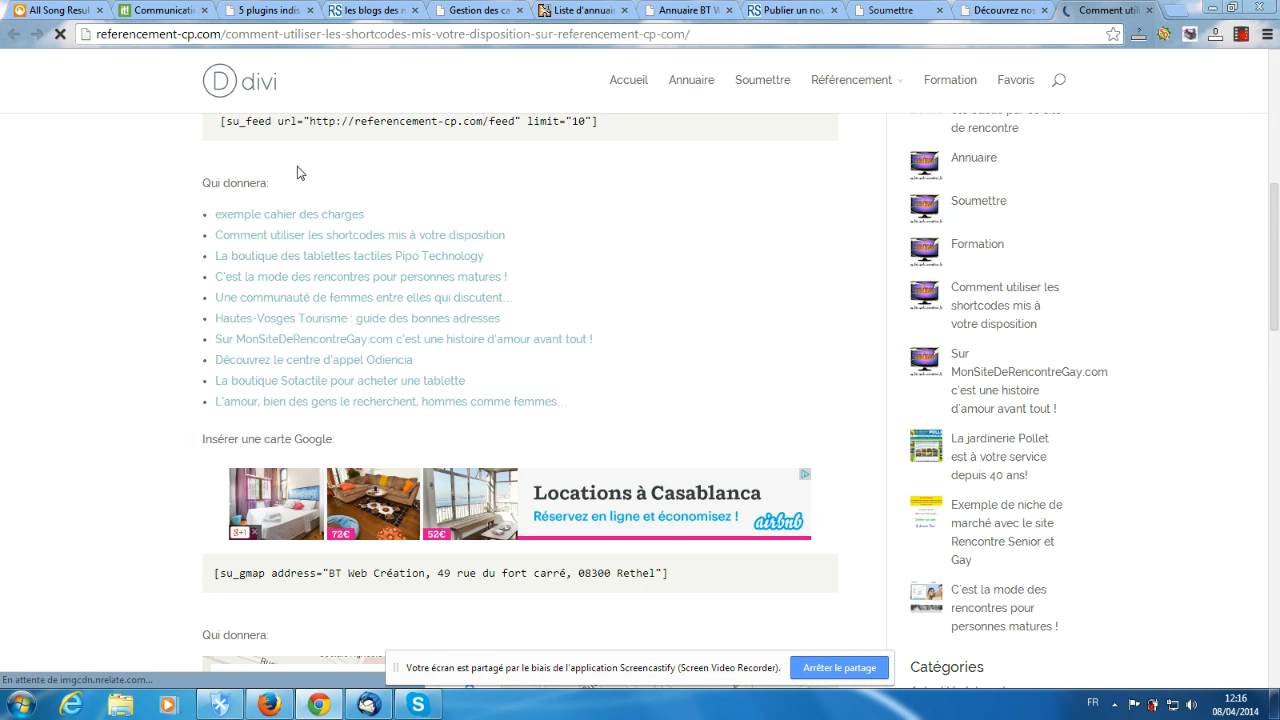 All Song Resul
Communicatio
5 plugins indis
les blogs des r
Gestion des ca
Liste d'annuai
Annuaire BT V
Publier un nos
Soumettre
Découvrez not
Comment utili
referencement-cp.com/comment-utiliser-les-shortcodes-mis-votre-disposition-sur-referencement-cp-com/
D divi
Accueil Annuaire Soumettre Référencement Formation Favoris
[su_feed url="http://referencement-cp.com/feed" limit="10"]
Qui donnera:
exemple cahier des charges
Comment utiliser les shortcodes mis à votre disposition
La boutique des tablettes tactiles Pipo Technology
C'est la mode des rencontres pour personnes matures !
Une communauté de femmes entre elles qui discutent…
Hautes-Vosges Tourisme : guide des bonnes adresses
Sur MonSiteDeRencontreGay.com c'est une histoire d'amour avant tout !
Découvrez le centre d'appel Odiencia
La boutique Sotactile pour acheter une tablette
L'amour, bien des gens le recherchent, hommes comme femmes…
Insérer une carte Google:
Locations à Casablanca
Réservez en ligne et économisez !
airbnb
73€
52€
[su_gmap address="BT Web Création, 49 rue du fort carré, 08300 Rethel"]
Qui donnera:
de rencontre
Annuaire
Soumettre
Formation
Comment utiliser les
shortcodes mis à
votre disposition
Sur
MonSiteDeRencontreGay.com
c'est une histoire
d'amour avant tout !
La jardinerie Pollet
est à votre service
depuis 40 ans!
Exemple de niche de
marché avec le site
Rencontre Senior et
Gay
C'est la mode des
rencontres pour
personnes matures !
Catégories
Votre écran est partagé par le biais de l'application Screencastify (Screen Video Recorder).
Arrêter le partage
En attente de imgcdn.nrelate.com...
FR
12:16
08/04/2014